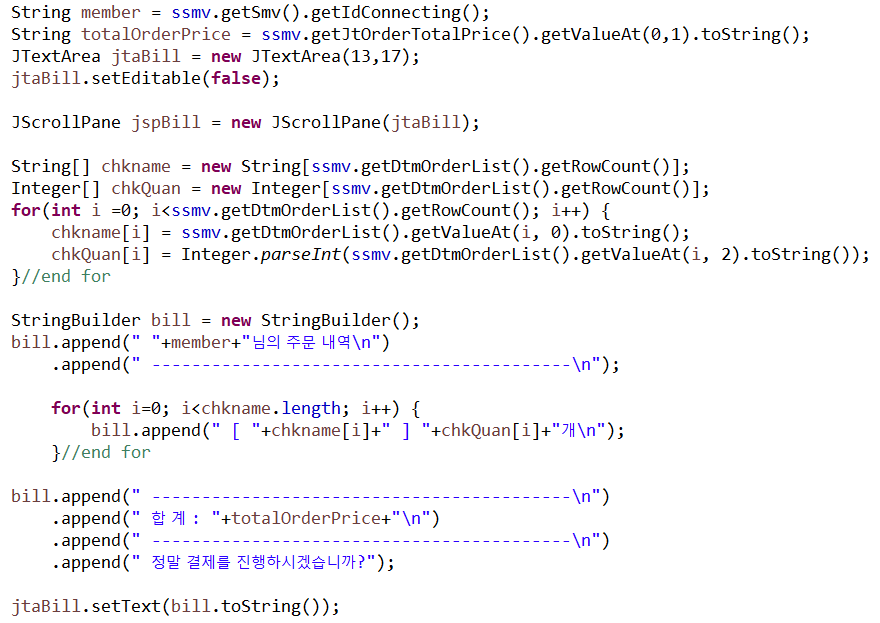 String member = ssmv.getSmv().getIdConnecting();
String totalOrderPrice = ssmv.getJtOrderTotalPrice().getValueAt(0,1).toString();
JTextArea jtaBill = new JTextArea(13,17);
jtaBill.setEditable(false);

JScrollPane jspBill = new JScrollPane(jtaBill);

String[] chkname = new String[ssmv.getDtmOrderList().getRowCount()];
Integer[] chkQuan = new Integer[ssmv.getDtmOrderList().getRowCount()];
for(int i =0; i<ssmv.getDtmOrderList().getRowCount(); i++) {
    chkname[i] = ssmv.getDtmOrderList().getValueAt(i, 0).toString();
    chkQuan[i] = Integer.parseInt(ssmv.getDtmOrderList().getValueAt(i, 2).toString());
}//end for

StringBuilder bill = new StringBuilder();
bill.append(" "+member+"님의 주문 내역\n")
    .append(" ------------------------------------------\n");

    for(int i=0; i<chkname.length; i++) {
        bill.append(" [ "+chkname[i]+" ] "+chkQuan[i]+"개\n");
    }//end for

bill.append(" ------------------------------------------\n")
    .append(" 합 계 : "+totalOrderPrice+"\n")
    .append(" ------------------------------------------\n")
    .append(" 정말 결제를 진행하시겠습니까?");

jtaBill.setText(bill.toString());